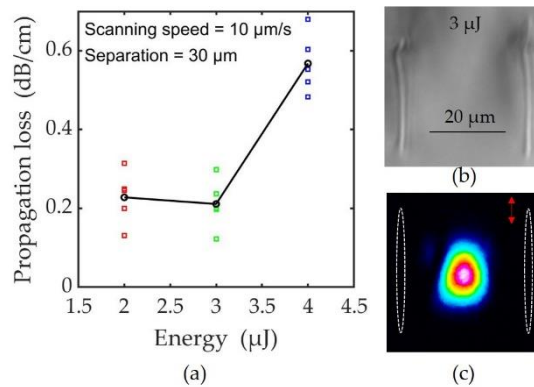 Scanning speed = 10 μm/s
Separation = 30 μm
Propagation loss (dB/cm)
0.6
0.4
0.2
0
1.5 2 2.5 3 3.5 4 4.5
Energy (μJ)
(a)
3 μJ
20 μm
(b)
(c)